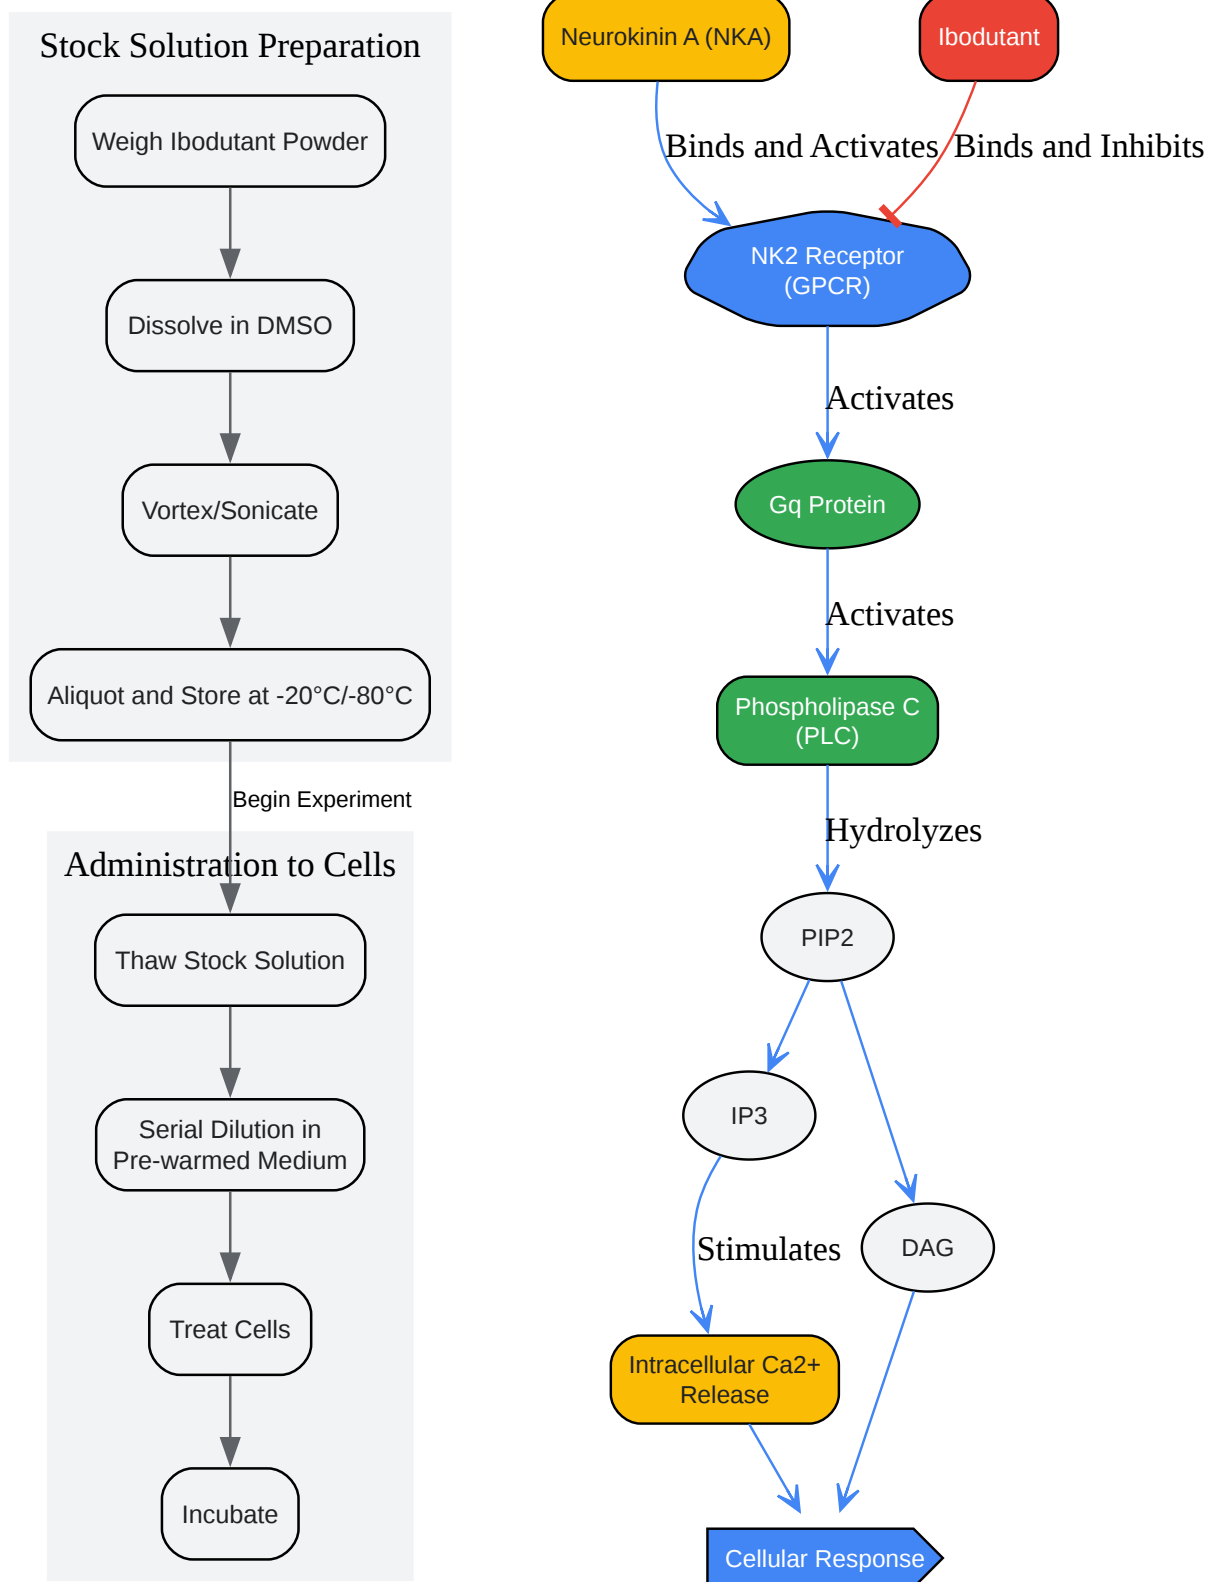 Stock Solution Preparation
Weigh Ibodutant Powder
Dissolve in DMSO
Vortex/Sonicate
Aliquot and Store at -20°C/-80°C
Begin Experiment
Administration to Cells
Thaw Stock Solution
Serial Dilution in
Pre-warmed Medium
Treat Cells
Incubate
Neurokinin A (NKA)
Ibodutant
Binds and Activates
Binds and Inhibits
NK2 Receptor
(GPCR)
Activates
Gq Protein
Activates
Phospholipase C
(PLC)
Hydrolyzes
PIP2
IP3
Stimulates
DAG
Intracellular Ca2+
Release
Cellular Response